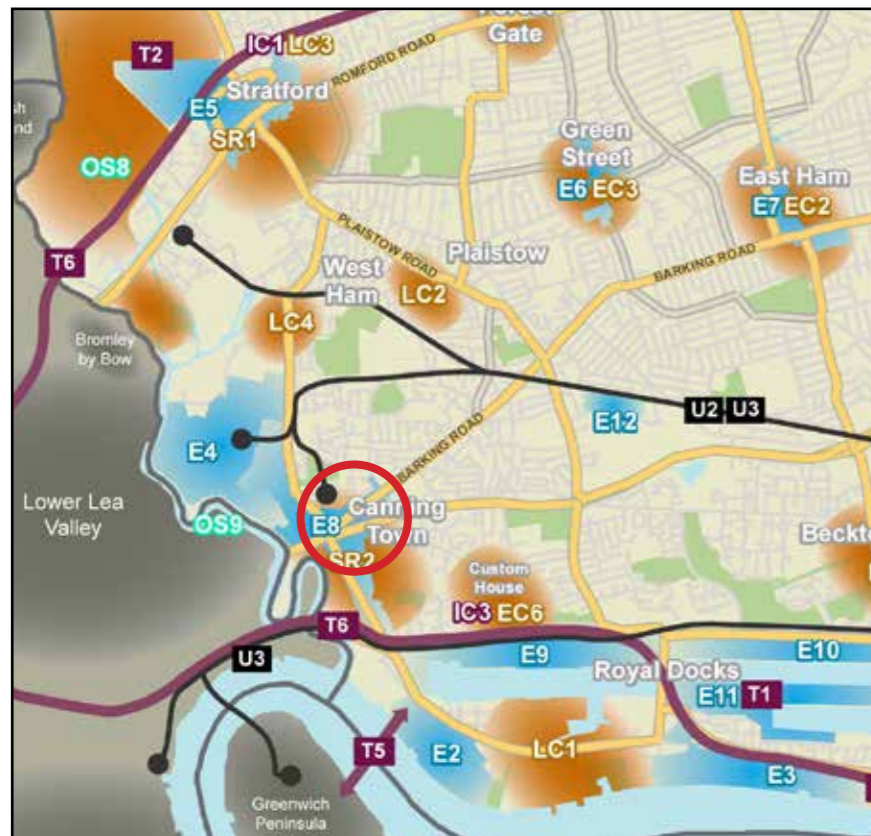 Gate
IC1 LC3
T2
ROMFORD ROAD
Stratford
E5
SR1
Green
Street
E6 EC3
East Ham
E7 EC2
OS8
T6
PLAISTOW ROAD
Plaistow
BARKING ROAD
West
Ham
LC2
LC4
Bromley
by Bow
U2 U3
E12
BARKING ROAD
E4
Lower Lea
Valley
OS9
E8
Canning
Town
SR2
Custom
House
IC3 EC6
T6
U3
E9
E10
Royal Docks
E11 T1
T5
E2
LC1
E3
Greenwich
Peninsula